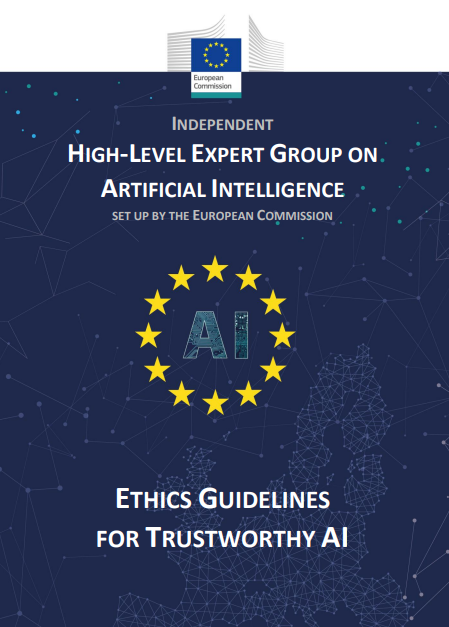 European
Commission
INDEPENDENT
HIGH-LEVEL EXPERT GROUP ON
ARTIFICIAL INTELLIGENCE
SET UP BY THE EUROPEAN COMMISSION
AI
ETHICS GUIDELINES
FOR TRUSTWORTHY AI